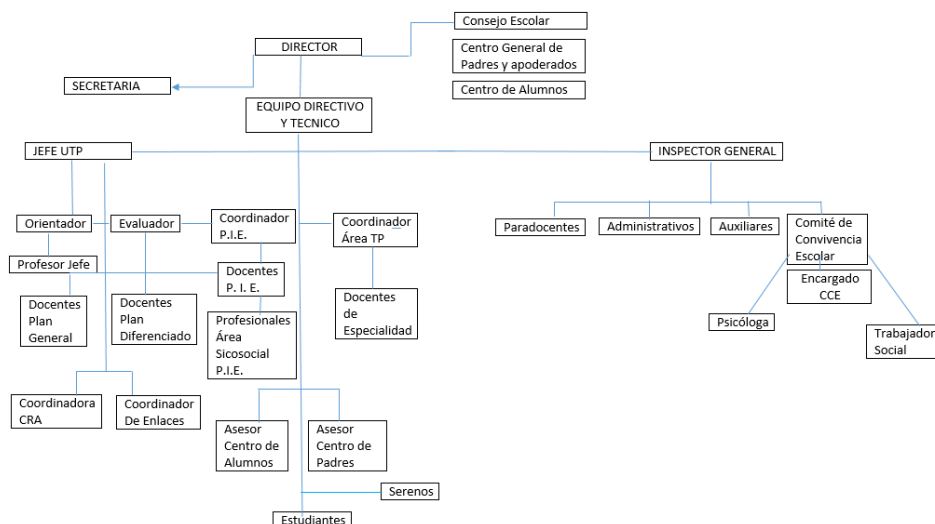 Consejo Escolar
DIRECTOR
Centro General de
Padres y apoderados
SECRETARIA
Centro de Alumnos
EQUIPO DIRECTIVO
Y TECNICO
JEFE UTP
INSPECTOR GENERAL
Orientador
Evaluador
Coordinador
P.I.E.
Coordinador
Área TP
Paradocentes
Administrativos
Auxiliares
Comité de
Convivencia
Escolar
Profesor Jefe
Docentes
P. I. E.
Encargado
CCE
Docentes
Plan
General
Docentes
Plan
Diferenciado
Profesionales
Área
Sicosocial
P.I.E.
Docentes
de
Especialidad
Psicóloga
Trabajador
Social
Coordinadora
CRA
Coordinador
De Enlaces
Asesor
Centro de
Alumnos
Asesor
Centro de
Padres
Serenos
Estudiantes